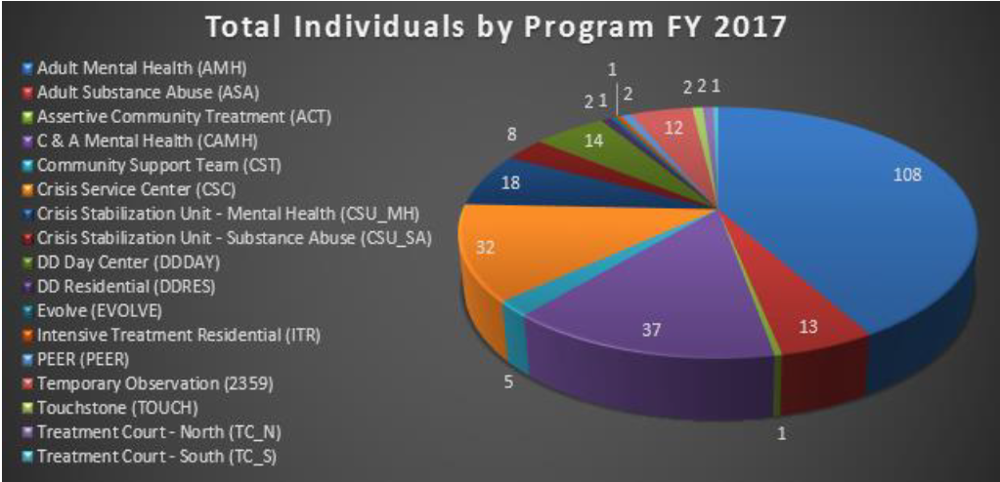 Total Individuals by Program FY 2017
Adult Mental Health (AMH)
Adult Substance Abuse (ASA)
Assertive Community Treatment (ACT)
C & A Mental Health (CAMH)
Community Support Team (CST)
Crisis Service Center (CSC)
Crisis Stabilization Unit - Mental Health (CSU_MH)
Crisis Stabilization Unit - Substance Abuse (CSU_SA)
DD Day Center (DDDAY)
DD Residential (DDRES)
Evolve (EVOLVE)
Intensive Treatment Residential (ITR)
PEER (PEER)
Temporary Observation (2359)
Touchstone (TOUCH)
Treatment Court - North (TC_N)
Treatment Court - South (TC_S)
108
13
1
37
5
32
18
8
14
2
1
1
2
12
2
2
1